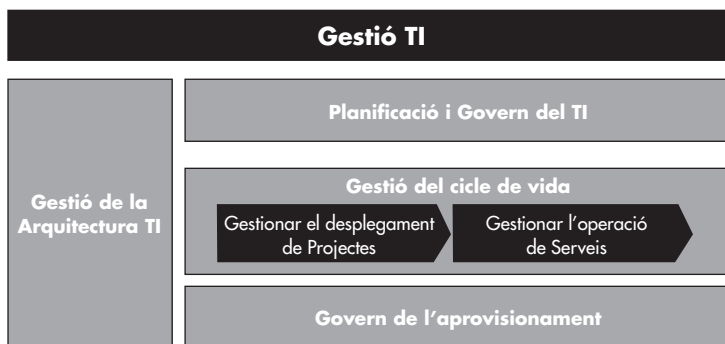 Gestió TI
Planificació i Govern del TI
Gestió de la
Arquitectura TI
Gestió del cicle de vida
Gestionar el desplegament
de Projectes
Gestionar l’operació
de Serveis
Govern de l’aprovisionament